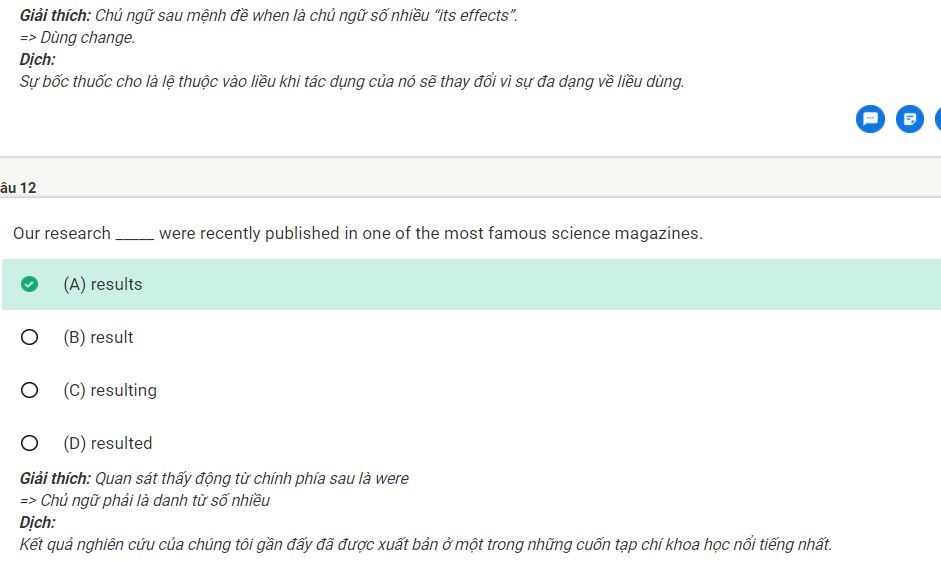 Giải thích: Chủ ngữ sau mệnh đề when là chủ ngữ số nhiều “its effects”.
=> Dùng change.
Dịch:
Sự bốc thuốc cho là lệ thuộc vào liều khi tác dụng của nó sẽ thay đổi vì sự đa dạng về liều dùng.
âu 12
Our research _____ were recently published in one of the most famous science magazines.
(A) results
(B) result
(C) resulting
(D) resulted
Giải thích: Quan sát thấy động từ chính phía sau là were
=> Chủ ngữ phải là danh từ số nhiều
Dịch:
Kết quả nghiên cứu của chúng tôi gần đấy đã được xuất bản ở một trong những cuốn tạp chí khoa học nổi tiếng nhất.